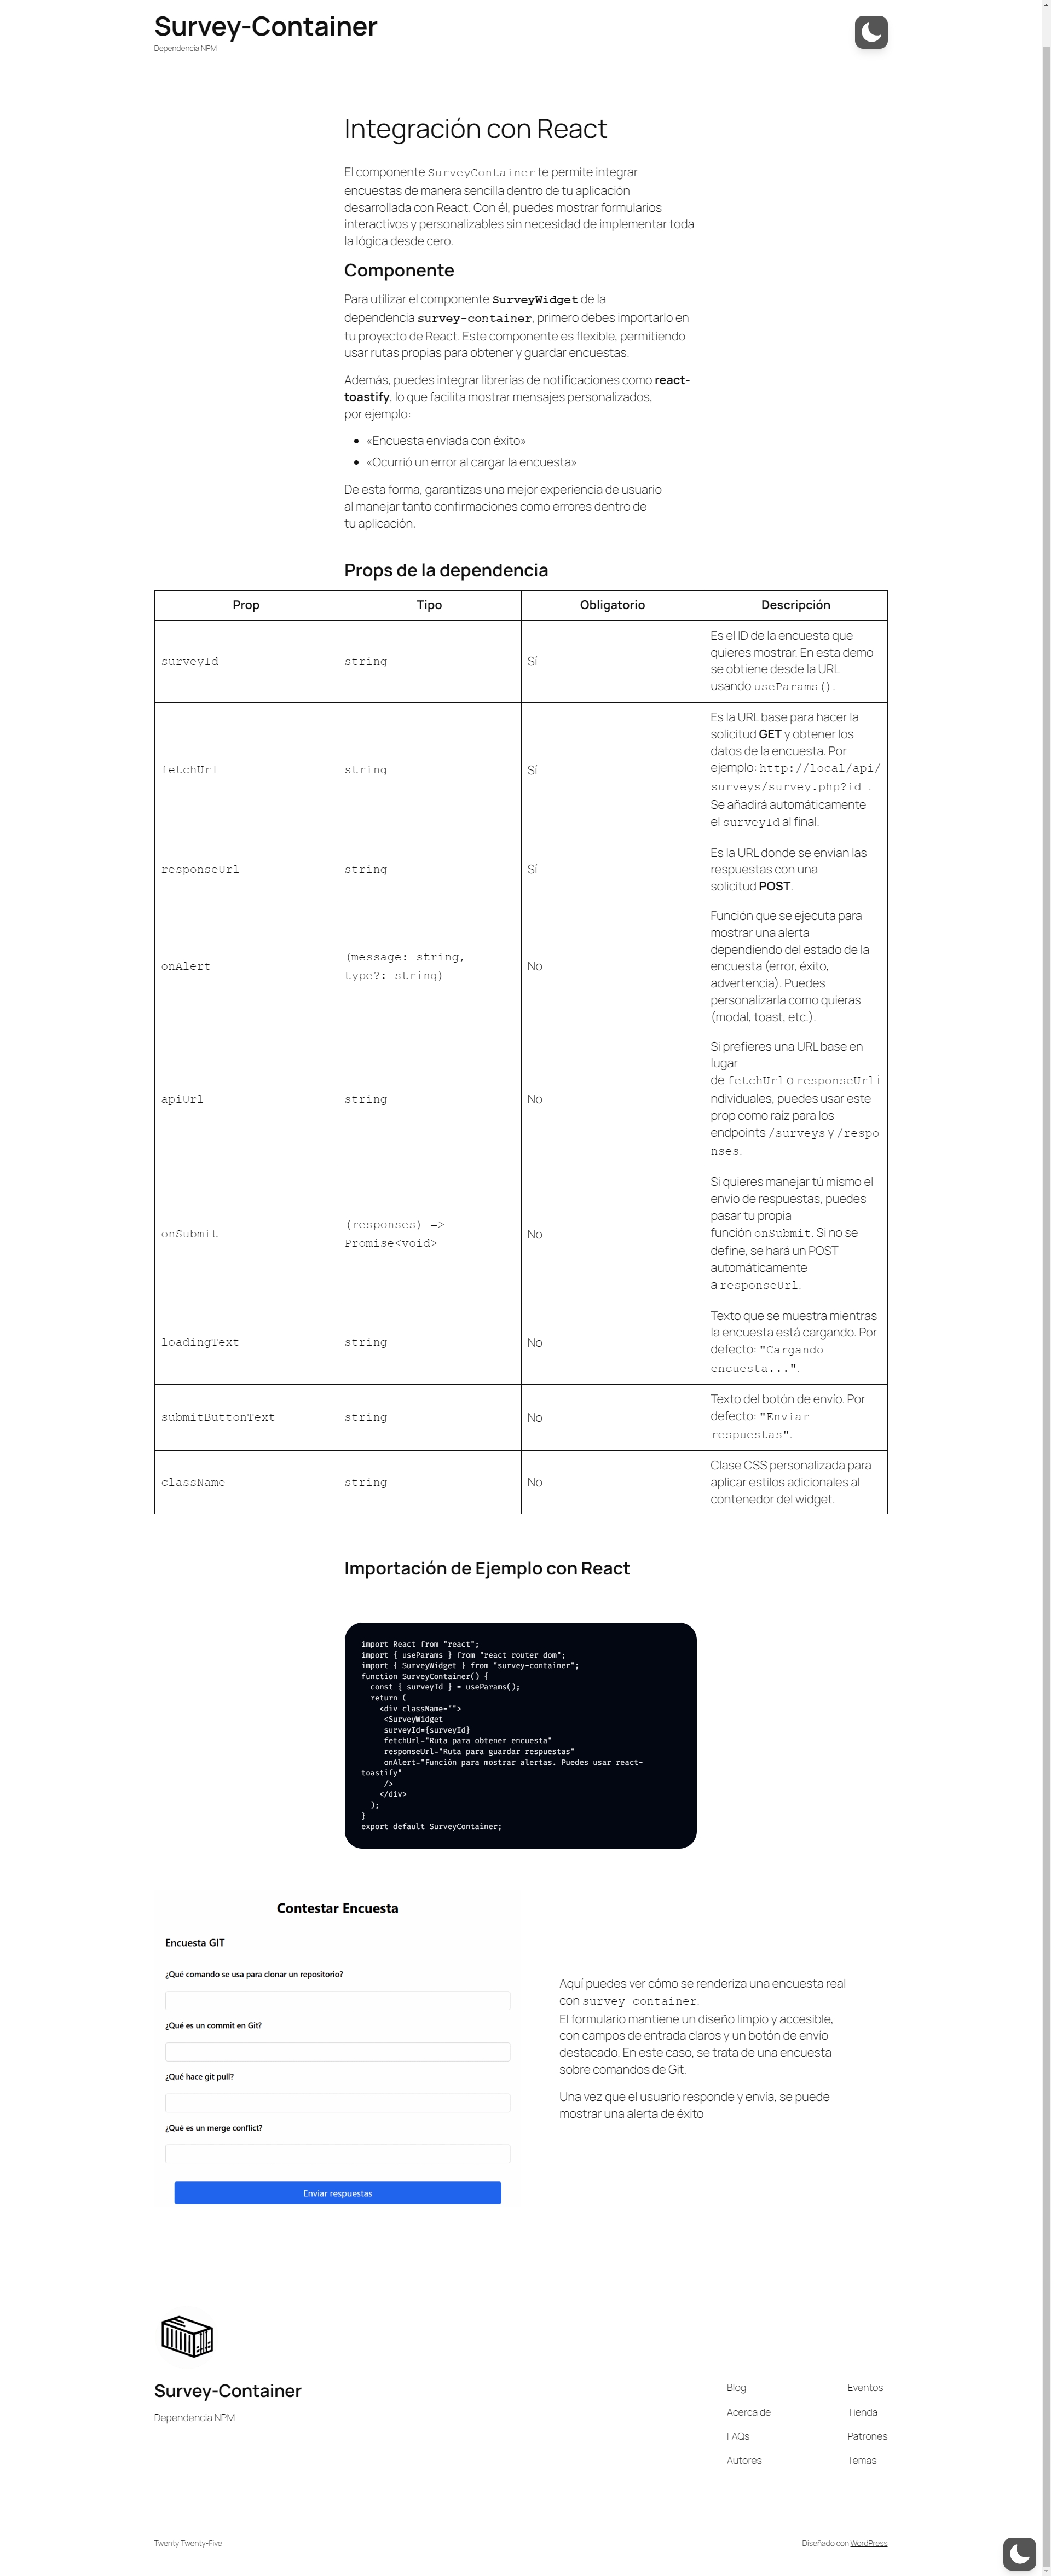 Survey-Container
Dependencia NPM
Integración con React
El componente SurveyContainer te permite integrar
encuestas de manera sencilla dentro de tu aplicación
desarrollada con React. Con él, puedes mostrar formularios
interactivos y personalizables sin necesidad de implementar toda
la lógica desde cero.
Componente
Para utilizar el componente SurveyWidget de la
dependencia survey-container, primero debes importarlo en
tu proyecto de React. Este componente es flexible, permitiendo
usar rutas propias para obtener y guardar encuestas.
Además, puedes integrar librerías de notificaciones como react-
toastify, lo que facilita mostrar mensajes personalizados,
por ejemplo:
• «Encuesta enviada con éxito»
• «Ocurrió un error al cargar la encuesta»
De esta forma, garantizas una mejor experiencia de usuario
al manejar tanto confirmaciones como errores dentro de
tu aplicación.
Props de la dependencia
Prop Tipo Obligatorio Descripción
surveyId
string
Sí
Es el ID de la encuesta que
quieres mostrar. En esta demo
se obtiene desde la URL
usando useParams().
fetchUrl
string
Sí
Es la URL base para hacer la
solicitud GET y obtener los
datos de la encuesta. Por
ejemplo: http://local/api/
surveys/survey.php?id=.
Se añadirá automáticamente
el surveyId al final.
responseUrl
string
Sí
Es la URL donde se envían las
respuestas con una
solicitud POST.
onAlert
(message: string,
type?: string)
No
Función que se ejecuta para
mostrar una alerta
dependiendo del estado de la
encuesta (error, éxito,
advertencia). Puedes
personalizarla como quieras
(modal, toast, etc.).
apiUrl
string
No
Si prefieres una URL base en
lugar
de fetchUrl o responseUrl i
ndividuales, puedes usar este
prop como raíz para los
endpoints /surveys y /respo
nses.
onSubmit
(responses) =>
Promise<void>
No
Si quieres manejar tú mismo el
envío de respuestas, puedes
pasar tu propia
función onSubmit. Si no se
define, se hará un POST
automáticamente
a responseUrl.
loadingText
string
No
Texto que se muestra mientras
la encuesta está cargando. Por
defecto: "Cargando
encuesta...".
submitButtonText
string
No
Texto del botón de envío. Por
defecto: "Enviar
respuestas".
className
string
No
Clase CSS personalizada para
aplicar estilos adicionales al
contenedor del widget.
Importación de Ejemplo con React
import React from "react";
import { useParams } from "react-router-dom";
import { SurveyWidget } from "survey-container";
function SurveyContainer() {
const { surveyId } = useParams();
return (
<div className="">
<SurveyWidget
surveyId={surveyId}
fetchUrl="Ruta para obtener encuesta"
responseUrl="Ruta para guardar respuestas"
onAlert="Función para mostrar alertas. Puedes usar react-
toastify"
/>
</div>
);
}
export default SurveyContainer;
Contestar Encuesta
Encuesta GIT
¿Qué comando se usa para clonar un repositorio?
¿Qué es un commit en Git?
¿Qué hace git pull?
¿Qué es un merge conflict?
Enviar respuestas
Aquí puedes ver cómo se renderiza una encuesta real
con survey-container.
El formulario mantiene un diseño limpio y accesible,
con campos de entrada claros y un botón de envío
destacado. En este caso, se trata de una encuesta
sobre comandos de Git.
Una vez que el usuario responde y envía, se puede
mostrar una alerta de éxito
Survey-Container
Dependencia NPM
Blog
Acerca de
FAQs
Autores
Eventos
Tienda
Patrones
Temas
Twenty Twenty-Five
Diseñado con WordPress